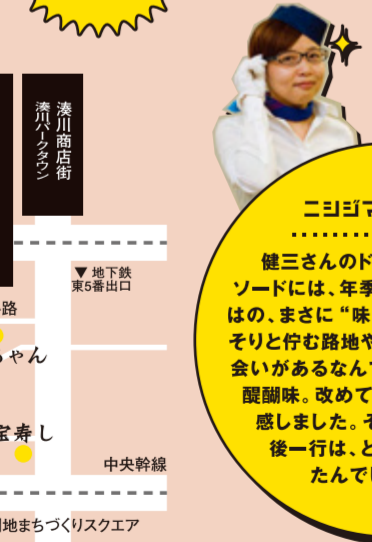 湊川商店街
湊川パークタウン
▼ 地下鉄
東5番出口
路
ちゃん
宝寿し
中央幹線
地まちづくりスクエア
ニシジマ
健三さんのド
ソードには、年季
はの、まさに“味
そりと佇む路地や
会いがあるなんて
醍醐味。改めて
感しました。そ
後一行は、ど
たんで